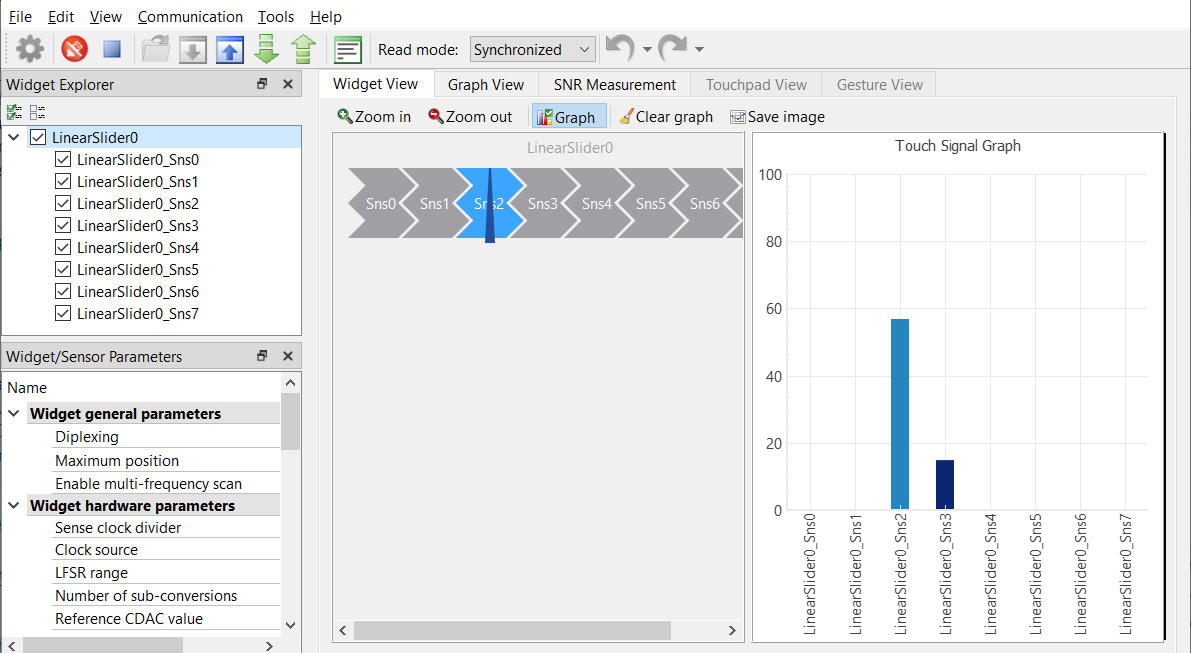 File Edit View Communication Tools Help
Read mode: Synchronized
Widget Explorer
LinearSlider0
LinearSlider0_Sns0
LinearSlider0_Sns1
LinearSlider0_Sns2
LinearSlider0_Sns3
LinearSlider0_Sns4
LinearSlider0_Sns5
LinearSlider0_Sns6
LinearSlider0_Sns7
Widget/Sensor Parameters
Name
Widget general parameters
Diplexing
Maximum position
Enable multi-frequency scan
Widget hardware parameters
Sense clock divider
Clock source
LFSR range
Number of sub-conversions
Reference CDAC value
Widget View Graph View SNR Measurement Touchpad View Gesture View
Zoom in Zoom out Graph Clear graph Save image
LinearSlider0
Sns0 Sns1 Sns2 Sns3 Sns4 Sns5 Sns6
Touch Signal Graph
100
80
60
40
20
0
LinearSlider0_Sns0
LinearSlider0_Sns1
LinearSlider0_Sns2
LinearSlider0_Sns3
LinearSlider0_Sns4
LinearSlider0_Sns5
LinearSlider0_Sns6
LinearSlider0_Sns7